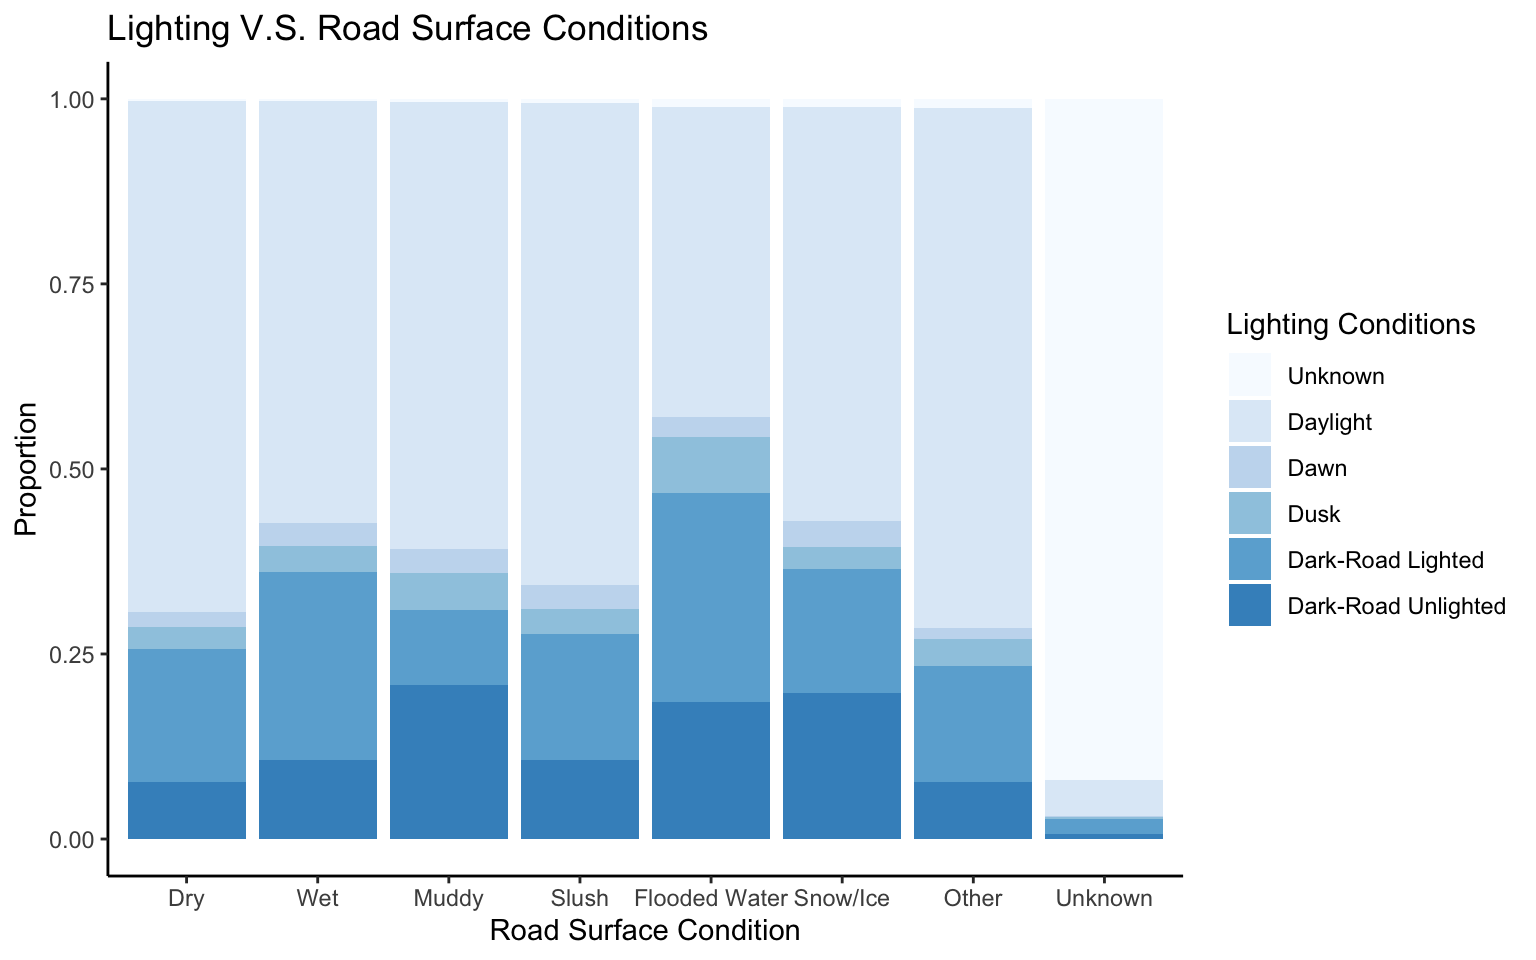 Lighting V.S. Road Surface Conditions
1.00
0.75
0.50
0.25
0.00
Proportion
Dry Wet Muddy Slush Flooded Water Snow/Ice Other Unknown
Road Surface Condition
Lighting Conditions
Unknown
Daylight
Dawn
Dusk
Dark-Road Lighted
Dark-Road Unlighted